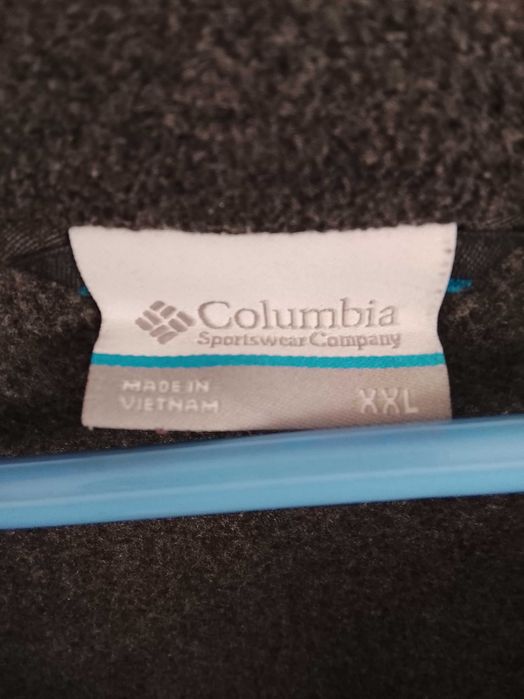 Columbia
Sportswear Company
MADE IN
VIETNAM
XXL